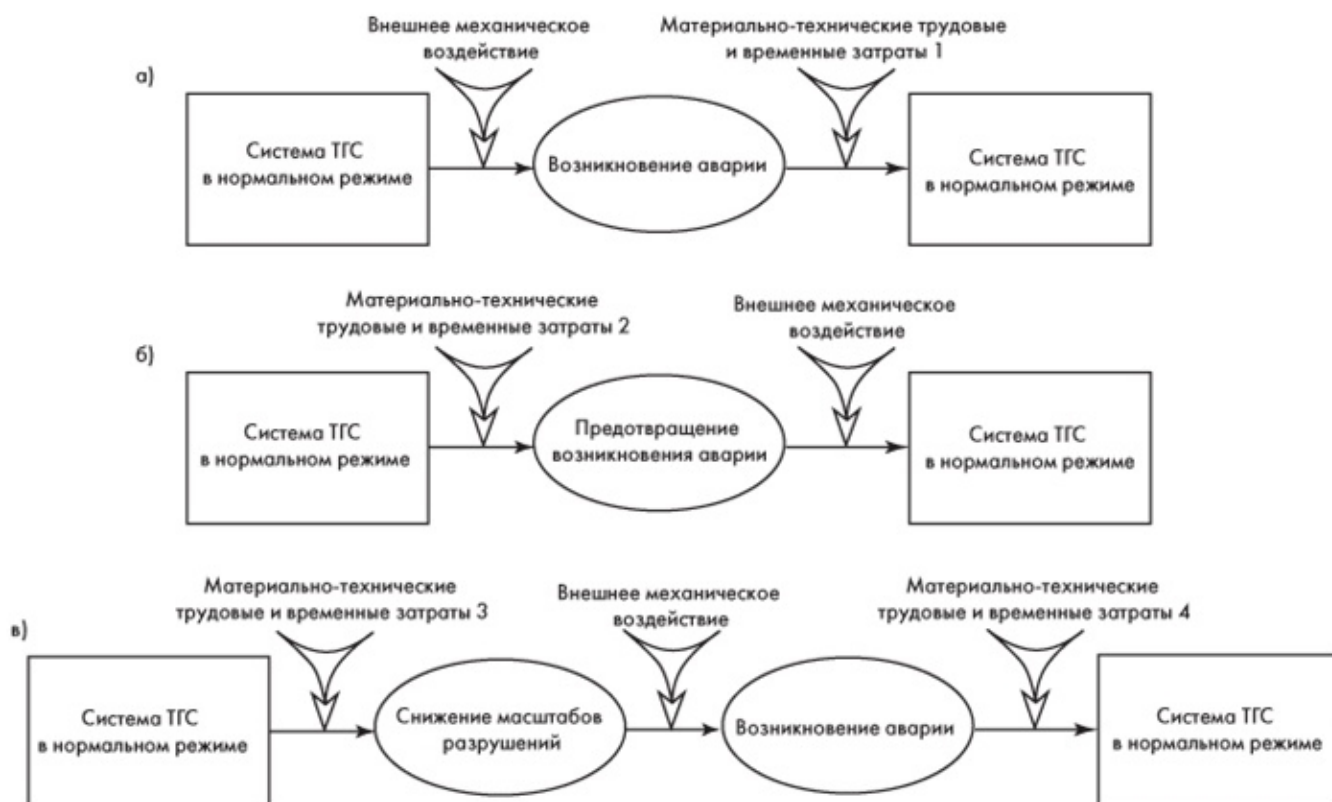 Внешнее механическое
воздействие
Материально-технические трудовые
и временные затраты 1
а)
Система ТГС
в нормальном режиме
Возникновение аварии
Система ТГС
в нормальном режиме
Материально-технические
трудовые и временные затраты 2
Внешнее механическое
воздействие
б)
Система ТГС
в нормальном режиме
Предотвращение
возникновения аварии
Система ТГС
в нормальном режиме
Материально-технические
трудовые и временные затраты 3
Внешнее механическое
воздействие
Материально-технические
трудовые и временные затраты 4
в)
Система ТГС
в нормальном режиме
Снижение масштабов
разрушений
Возникновение аварии
Система ТГС
в нормальном режиме